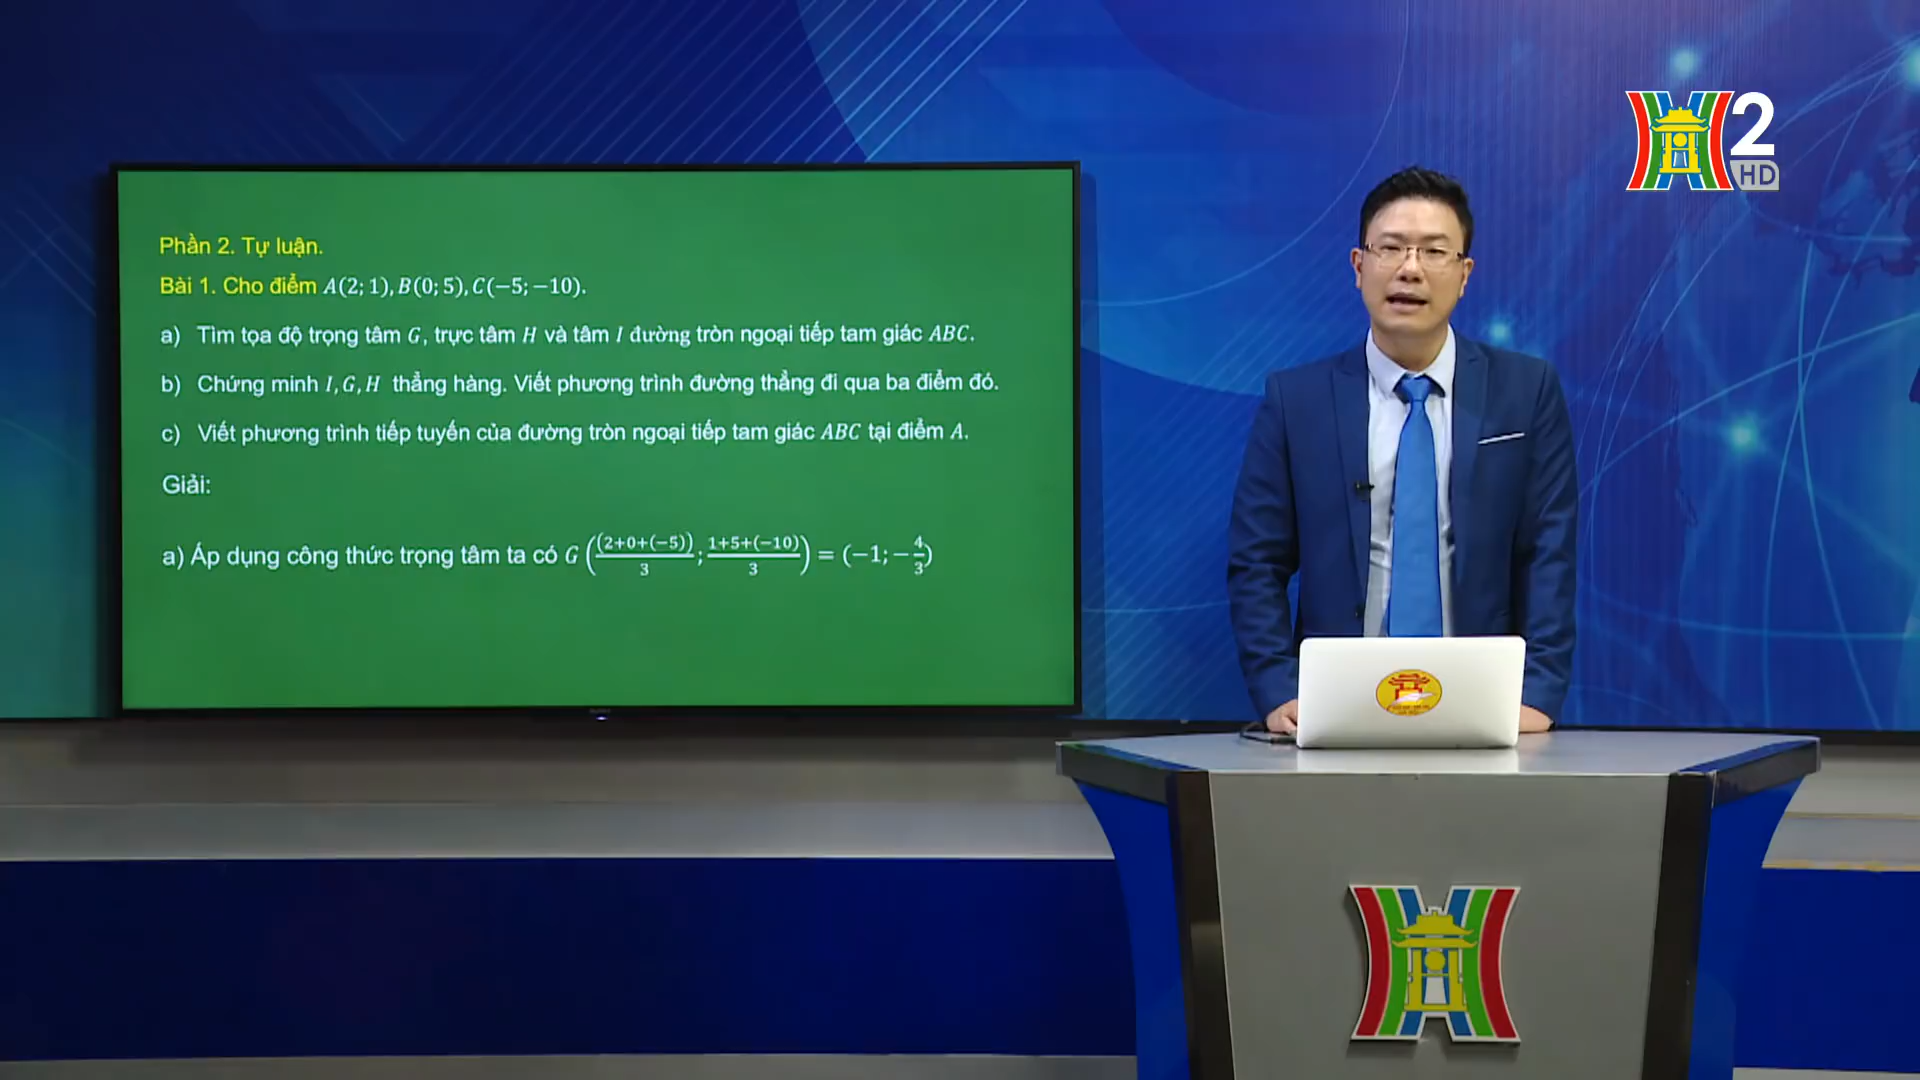 2
HD
Phần 2. Tự luận.
Bài 1. Cho điểm A(2; 1), B(0; 5), C(−5; −10).
a) Tìm tọa độ trọng tâm G, trực tâm H và tâm I đường tròn ngoại tiếp tam giác ABC.
b) Chứng minh I, G, H thẳng hàng. Viết phương trình đường thẳng đi qua ba điểm đó.
c) Viết phương trình tiếp tuyến của đường tròn ngoại tiếp tam giác ABC tại điểm A.
Giải:
a) Áp dụng công thức trọng tâm ta có G ((2+0+(−5))/3; 1+5+(−10)/3) = (−1; −4/3)